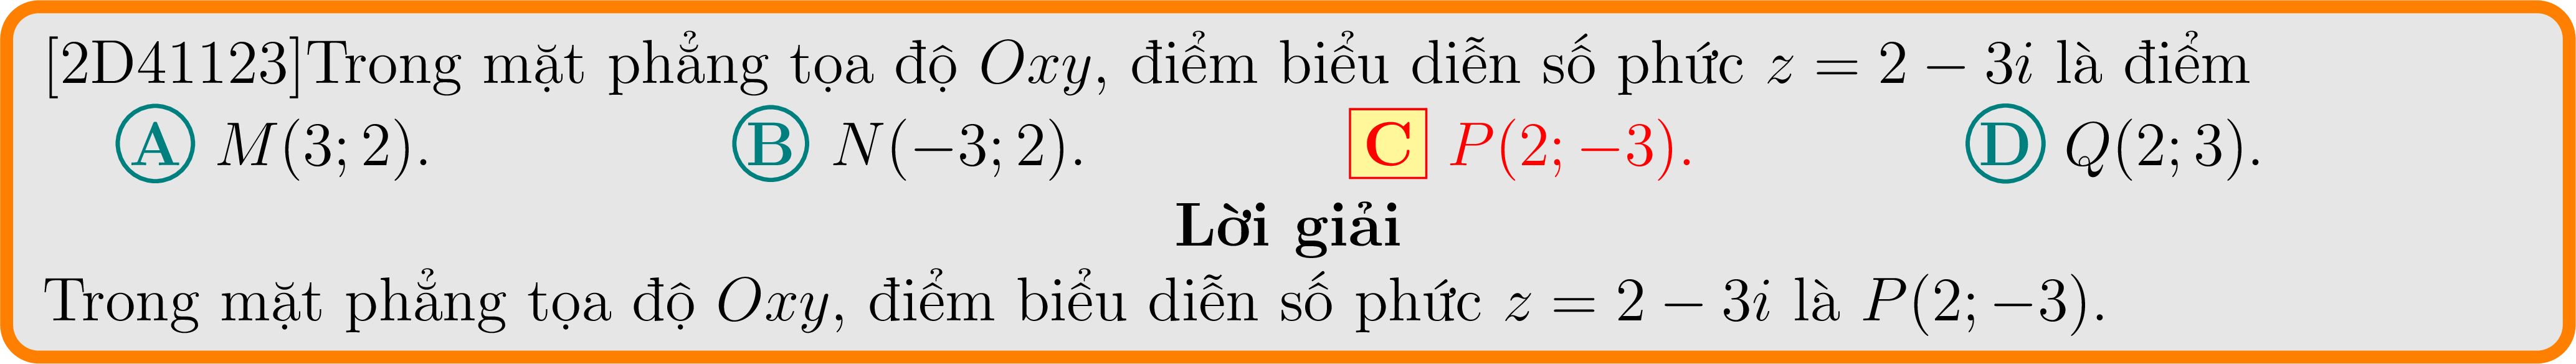 [2D41123]Trong mặt phẳng tọa độ Oxy, điểm biểu diễn số phức z = 2 − 3i là điểm
A M(3; 2). B N(−3; 2). C P(2; −3). D Q(2; 3).
Lời giải
Trong mặt phẳng tọa độ Oxy, điểm biểu diễn số phức z = 2 − 3i là P(2; −3).